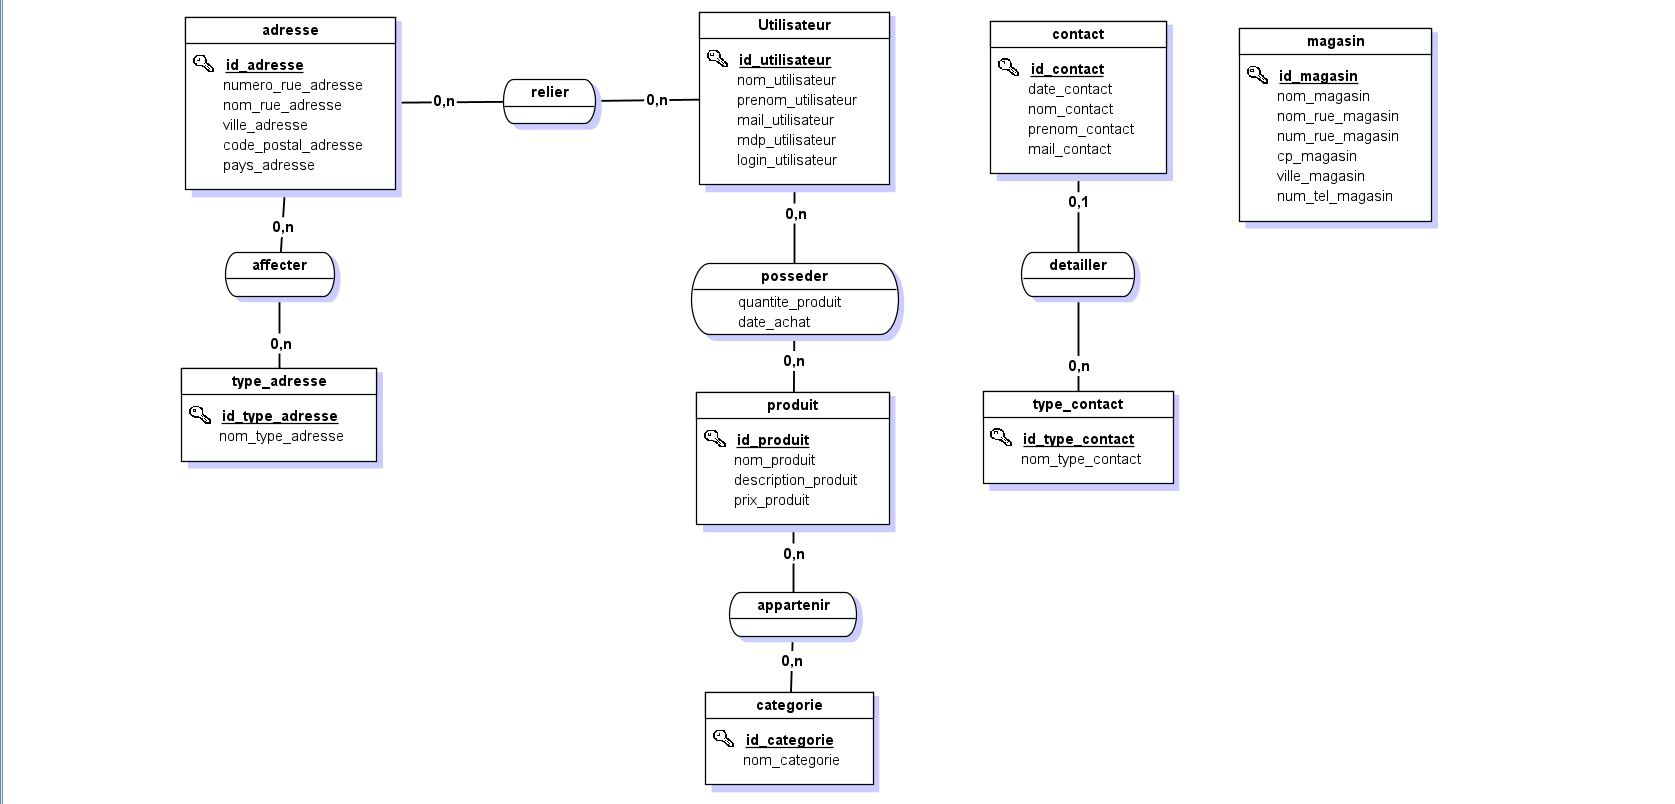 adresse
id_adresse
numero_rue_adresse
nom_rue_adresse
ville_adresse
code_postal_adresse
pays_adresse
0,n
relier
0,n
Utilisateur
id_utilisateur
nom_utilisateur
prenom_utilisateur
mail_utilisateur
mdp_utilisateur
login_utilisateur
contact
id_contact
date_contact
nom_contact
prenom_contact
mail_contact
magasin
id_magasin
nom_magasin
nom_rue_magasin
num_rue_magasin
cp_magasin
ville_magasin
num_tel_magasin
0,n
affecter
0,n
type_adresse
id_type_adresse
nom_type_adresse
0,n
posseder
quantite_produit
date_achat
0,n
produit
id_produit
nom_produit
description_produit
prix_produit
0,n
appartenir
0,n
categorie
id_categorie
nom_categorie
0,1
detailler
0,n
type_contact
id_type_contact
nom_type_contact